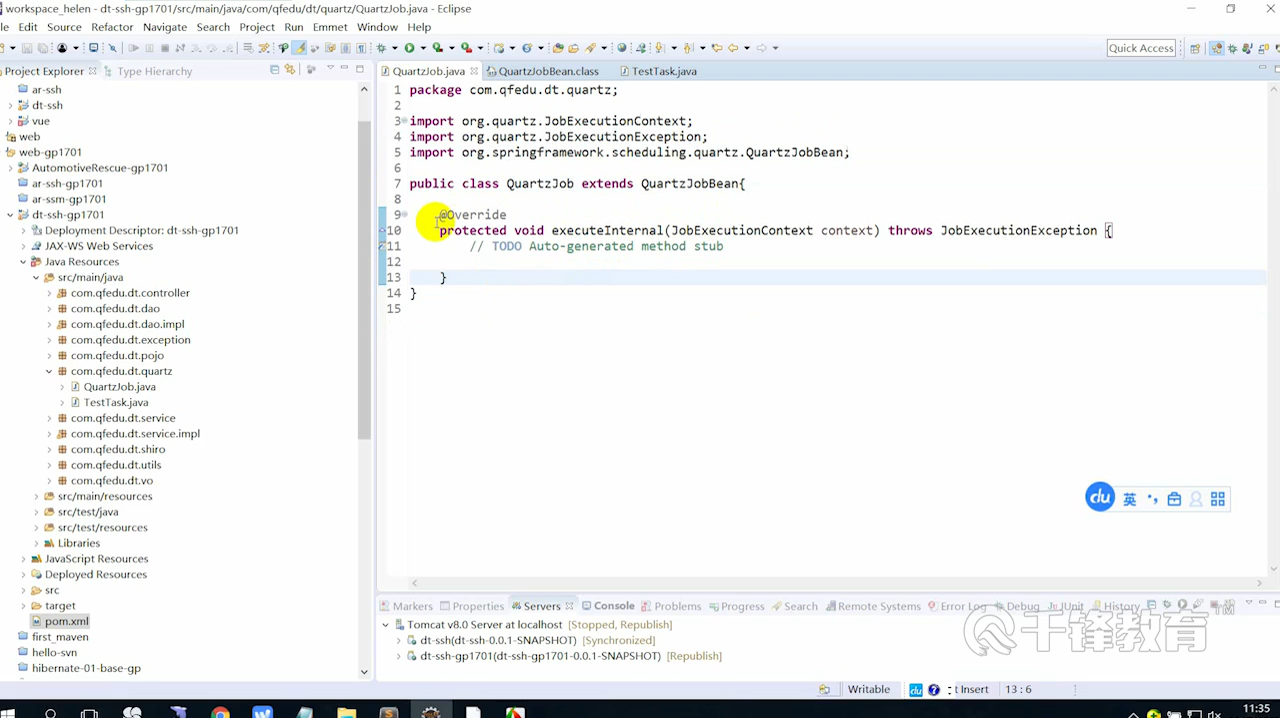 workspace_helen - dt-ssh-gp1701/src/main/java/com/qfedu/dt/quartz/QuartzJob.java - Eclipse
le Edit Source Refactor Navigate Search Project Run Emmet Window Help
Quick Access
Project Explorer
Type Hierarchy
ar-ssh
dt-ssh
vue
web
web-gp1701
AutomotiveRescue-gp1701
ar-ssh-gp1701
ar-ssm-gp1701
dt-ssh-gp1701
Deployment Descriptor: dt-ssh-gp1701
JAX-WS Web Services
Java Resources
src/main/java
com.qfedu.dt.controller
com.qfedu.dt.dao
com.qfedu.dt.dao.impl
com.qfedu.dt.exception
com.qfedu.dt.pojo
com.qfedu.dt.quartz
QuartzJob.java
TestTask.java
com.qfedu.dt.service
com.qfedu.dt.service.impl
com.qfedu.dt.shiro
com.qfedu.dt.utils
com.qfedu.dt.vo
src/main/resources
src/test/java
src/test/resources
Libraries
JavaScript Resources
Deployed Resources
src
target
pom.xml
first_maven
hello-svn
hibernate-01-base-gp
QuartzJob.java
QuartzJobBean.class
TestTask.java
1 package com.qfedu.dt.quartz;
2
3 import org.quartz.JobExecutionContext;
4 import org.quartz.JobExecutionException;
5 import org.springframework.scheduling.quartz.QuartzJobBean;
6
7 public class QuartzJob extends QuartzJobBean{
8
9 @Override
10 protected void executeInternal(JobExecutionContext context) throws JobExecutionException {
11 // TODO Auto-generated method stub
12
13 }
14 }
15
du 英
Markers Properties Servers Console Problems Progress Search Remote Systems Error Log Debug JUnit History
Tomcat v8.0 Server at localhost [Stopped, Republish]
dt-ssh(dt-ssh-0.0.1-SNAPSHOT) [Synchronized]
dt-ssh-gp1701(dt-ssh-gp1701-0.0.1-SNAPSHOT) [Republish]
千锋教育
Writable
du
t Insert
13 : 6
11:35